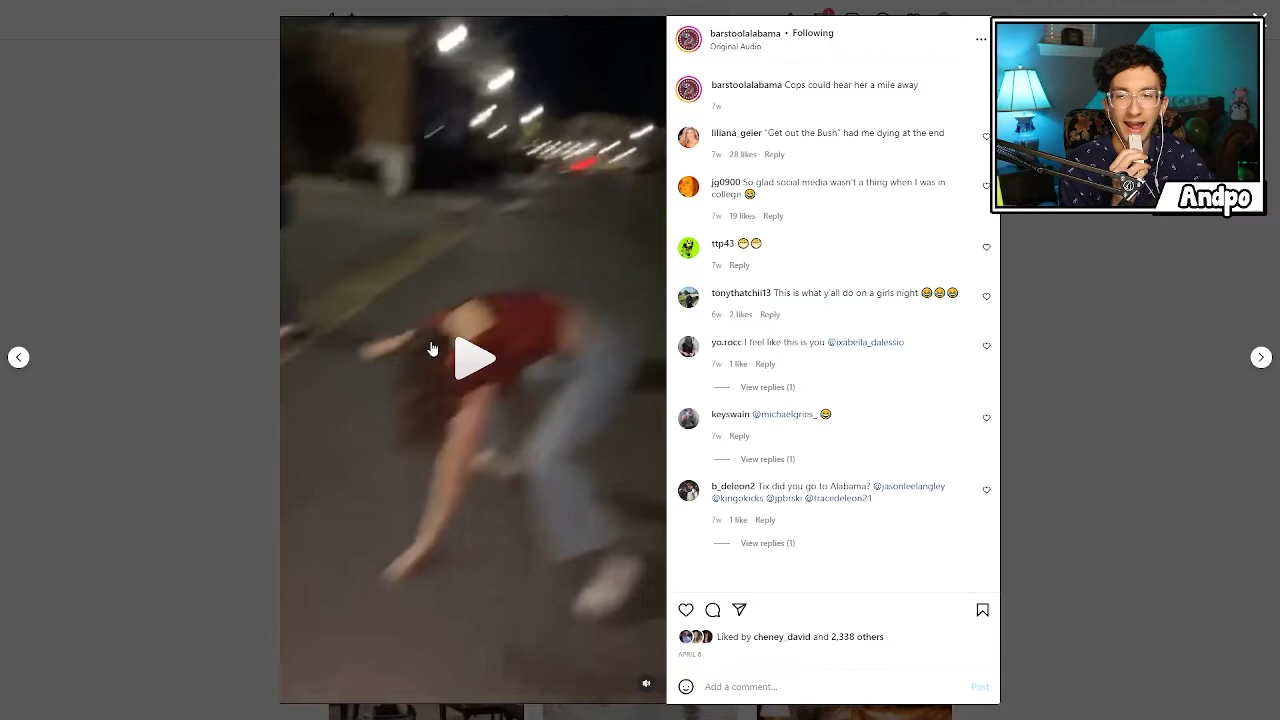 barstoolalabama • Following
Original Audio
barstoolalabama Cops could hear her a mile away
7w
liliana_geier "Get out the Bush" had me dying at the end
7w 28 likes Reply
jg0900 So glad social media wasn't a thing when I was in
college 😂
7w 19 likes Reply
ttp43 😁😁
7w Reply
tonythatchii13 This is what y'all do on a girls night 😂😂😂
6w 2 likes Reply
yo.rocc I feel like this is you @ixabella_dalessio
7w 1 like Reply
View replies (1)
keyswain @michaelgries_ 😂
7w Reply
View replies (1)
b_deleon2 Tix did you go to Alabama? @jasonleelangley
@kingokicks @jpbrski @tracedeleon21
7w 1 like Reply
View replies (1)
Liked by cheney_david and 2,338 others
APRIL 6
Add a comment...
Post
Andpo